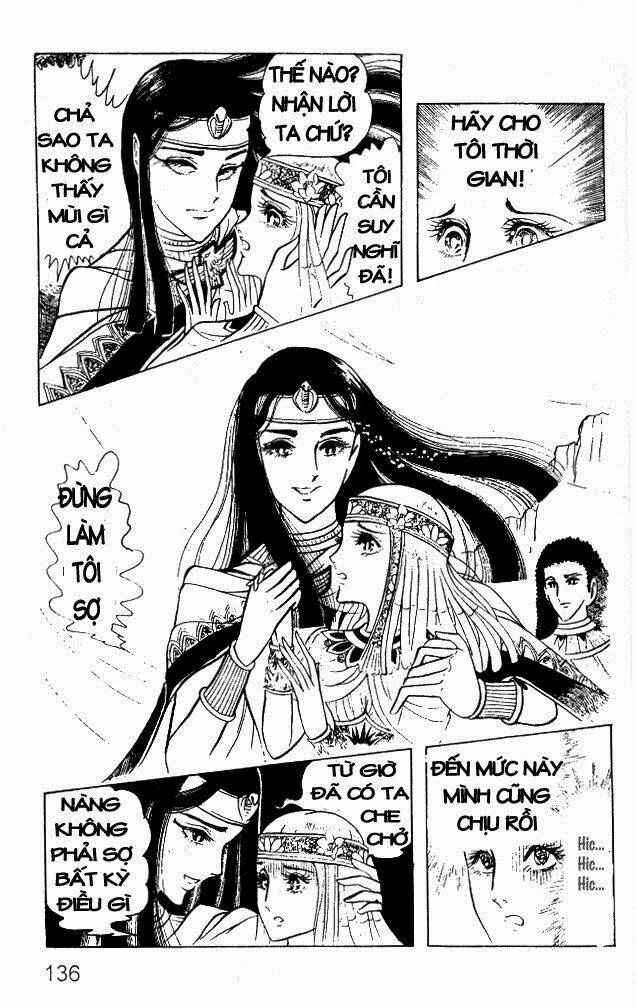 CHẢ
SAO TA
KHÔNG
THẤY
MÙI GÌ
CẢ
THẾ NÀO?
NHẬN LỜI
TA CHỨ?
TÔI
CẦN
SUY
NGHĨ
ĐÃ!
HÃY CHO
TÔI THỜI
GIAN!
ĐỪNG
LÀM
TÔI
SỢ
NÀNG
KHÔNG
PHẢI SỢ
BẤT KỲ
ĐIỀU GÌ
TỪ GIỜ
ĐÃ CÓ TA
CHE
CHỞ
ĐẾN MỨC NÀY
MÌNH CŨNG
CHỊU RỒI
Hic...
Hic...
Hic...
136